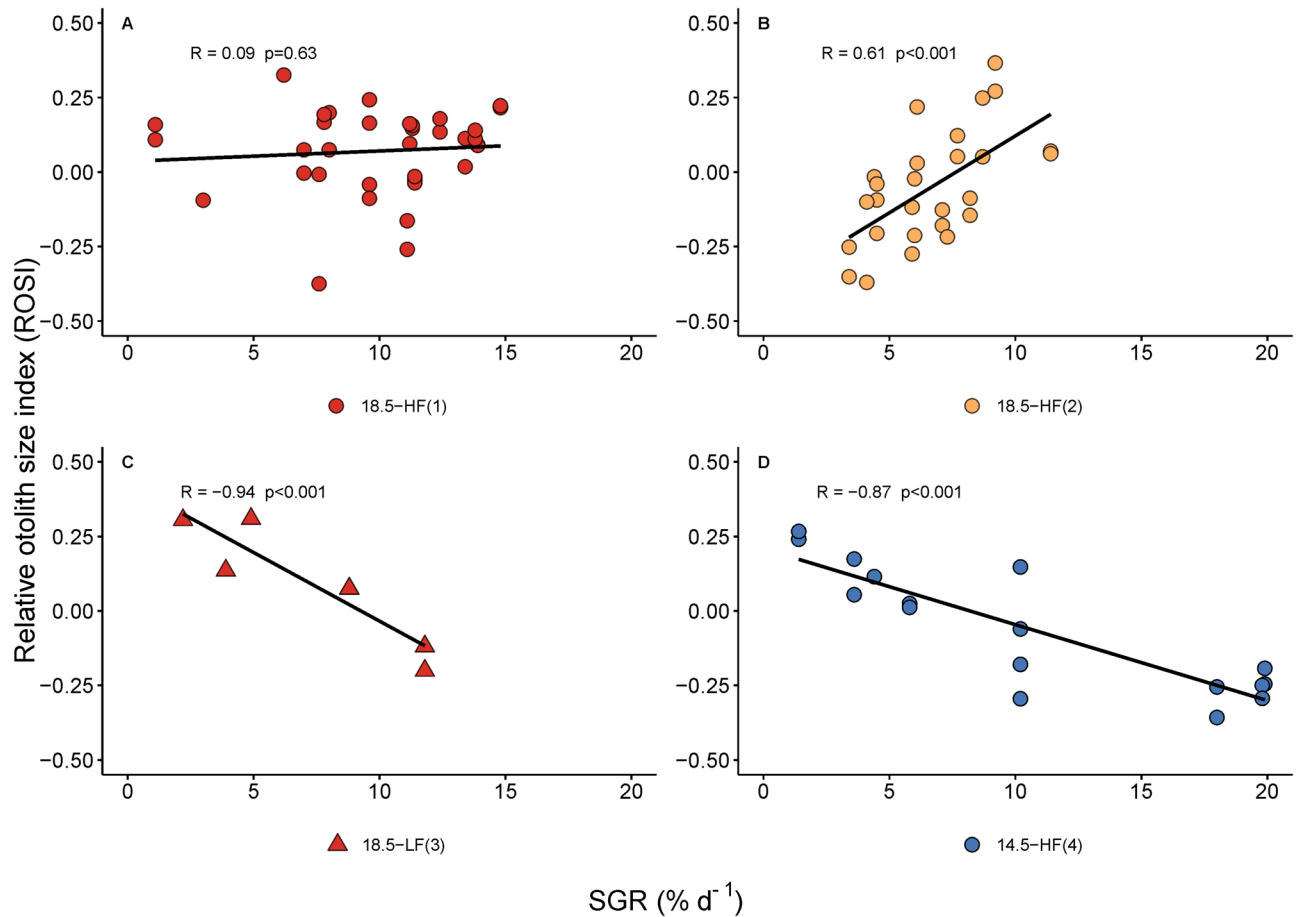 Relative otolith size index (ROSI)
A
R = 0.09 p=0.63
0.50
0.25
0.00
−0.25
−0.50
0 5 10 15 20
18.5−HF(1)
B
R = 0.61 p<0.001
0.50
0.25
0.00
−0.25
−0.50
0 5 10 15 20
18.5−HF(2)
C
R = −0.94 p<0.001
0.50
0.25
0.00
−0.25
−0.50
0 5 10 15 20
18.5−LF(3)
D
R = −0.87 p<0.001
0.50
0.25
0.00
−0.25
−0.50
0 5 10 15 20
14.5−HF(4)
SGR (% d⁻¹)